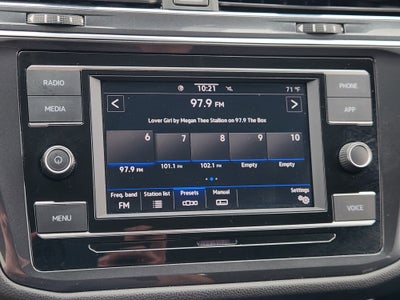 RADIO
MEDIA
MENU
10:21
71 °F
97.9 FM
Lover Girl by Megan Thee Stallion on 97.9 The Box
6 7 8 9 10
97.9 FM 101.1 FM 102.1 FM Empty Empty
Freq. band Station list Presets Manual Settings
FM
PHONE
APP
VOICE